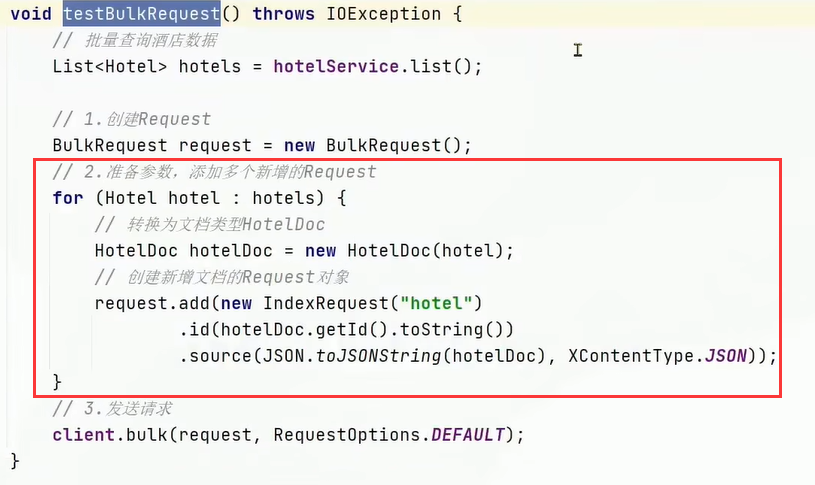 void testBulkRequest() throws IOException {
// 批量查询酒店数据
List<Hotel> hotels = hotelService.list();
// 1.创建Request
BulkRequest request = new BulkRequest();
// 2.准备参数，添加多个新增的Request
for (Hotel hotel : hotels) {
// 转换为文档类型HotelDoc
HotelDoc hotelDoc = new HotelDoc(hotel);
// 创建新增文档的Request对象
request.add(new IndexRequest("hotel")
.id(hotelDoc.getId().toString())
.source(JSON.toJSONString(hotelDoc), XContentType.JSON));
}
// 3.发送请求
client.bulk(request, RequestOptions.DEFAULT);
}